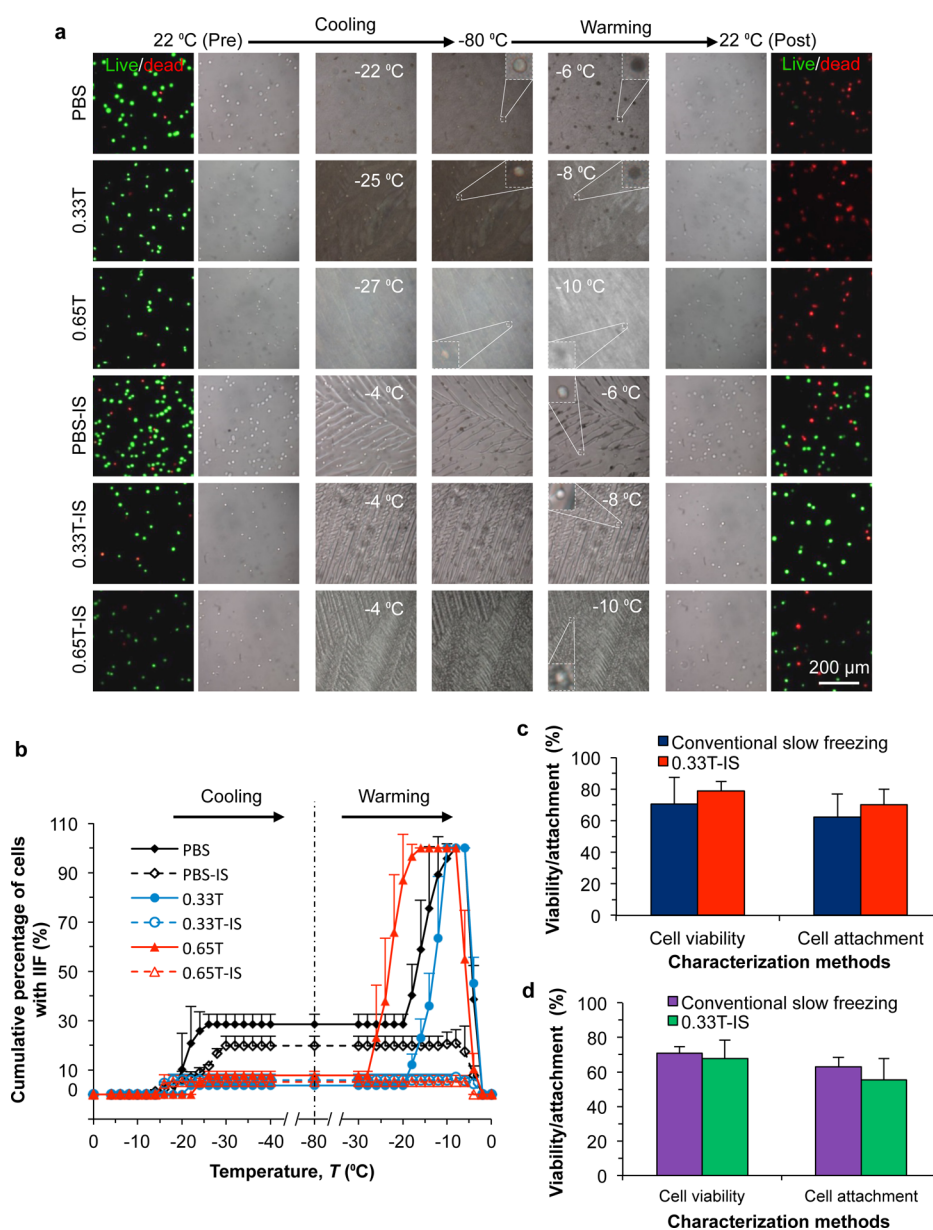 a
Cooling
Warming
22 ºC (Pre)
-80 ºC
22 ºC (Post)
PBS
Live/dead
-22 ºC
-6 ºC
Live/dead
0.33T
-25 ºC
-8 ºC
0.65T
-27 ºC
-10 ºC
PBS-IS
-4 ºC
-6 ºC
0.33T-IS
-4 ºC
-8 ºC
0.65T-IS
-4 ºC
-10 ºC
200 µm
b
Cooling
Warming
Cumulative percentage of cells
with IIF (%)
110
90
70
50
30
10
0
PBS
PBS-IS
0.33T
0.33T-IS
0.65T
0.65T-IS
0
-10
-20
-30
-40
-80
-30
-20
-10
0
Temperature, T (ºC)
c
Viability/attachment (%)
Conventional slow freezing
0.33T-IS
100
80
60
40
20
0
Cell viability
Cell attachment
Characterization methods
d
Viability/attachment (%)
Conventional slow freezing
0.33T-IS
100
80
60
40
20
0
Cell viability
Cell attachment
Characterization methods